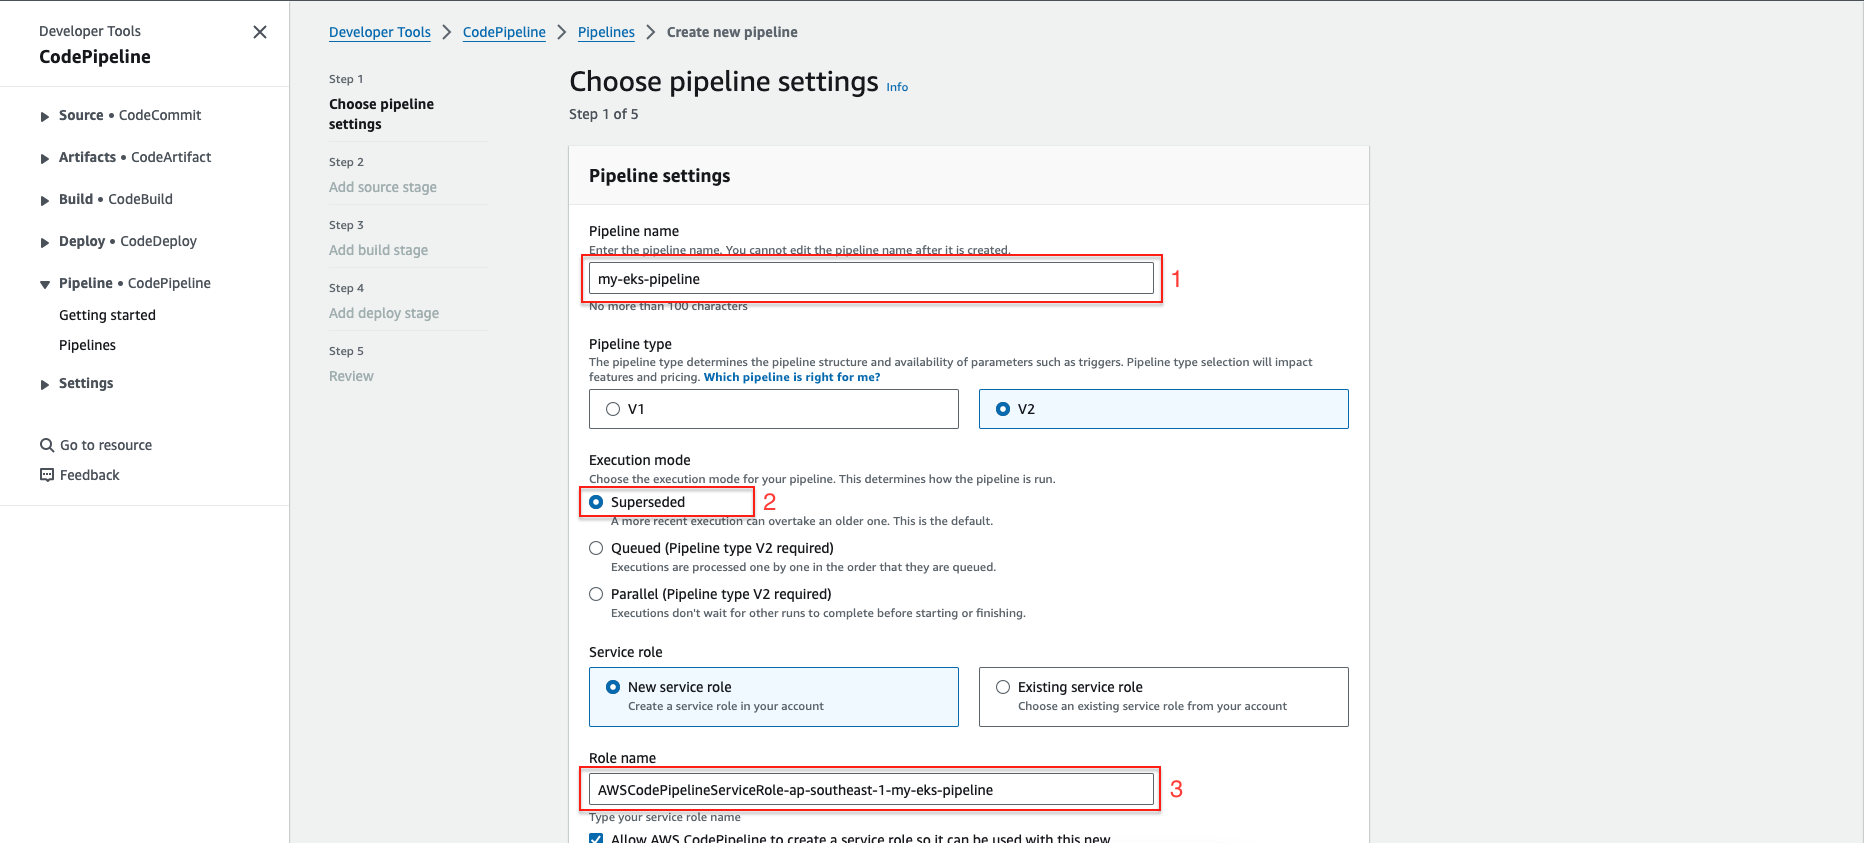 Developer Tools
CodePipeline
Source • CodeCommit
Artifacts • CodeArtifact
Build • CodeBuild
Deploy • CodeDeploy
Pipeline • CodePipeline
Getting started
Pipelines
Settings
Go to resource
Feedback
Developer Tools > CodePipeline > Pipelines > Create new pipeline
Step 1
Choose pipeline
settings
Step 2
Add source stage
Step 3
Add build stage
Step 4
Add deploy stage
Step 5
Review
Choose pipeline settings Info
Step 1 of 5
Pipeline settings
Pipeline name
Enter the pipeline name. You cannot edit the pipeline name after it is created.
my-eks-pipeline
1
No more than 100 characters
Pipeline type
The pipeline type determines the pipeline structure and availability of parameters such as triggers. Pipeline type selection will impact
features and pricing. Which pipeline is right for me?
V1
V2
Execution mode
Choose the execution mode for your pipeline. This determines how the pipeline is run.
Superseded
2
A more recent execution can overtake an older one. This is the default.
Queued (Pipeline type V2 required)
Executions are processed one by one in the order that they are queued.
Parallel (Pipeline type V2 required)
Executions don't wait for other runs to complete before starting or finishing.
Service role
New service role
Create a service role in your account
Existing service role
Choose an existing service role from your account
Role name
AWSCodePipelineServiceRole-ap-southeast-1-my-eks-pipeline
3
Type your service role name
Allow AWS CodePipeline to create a service role so it can be used with this new